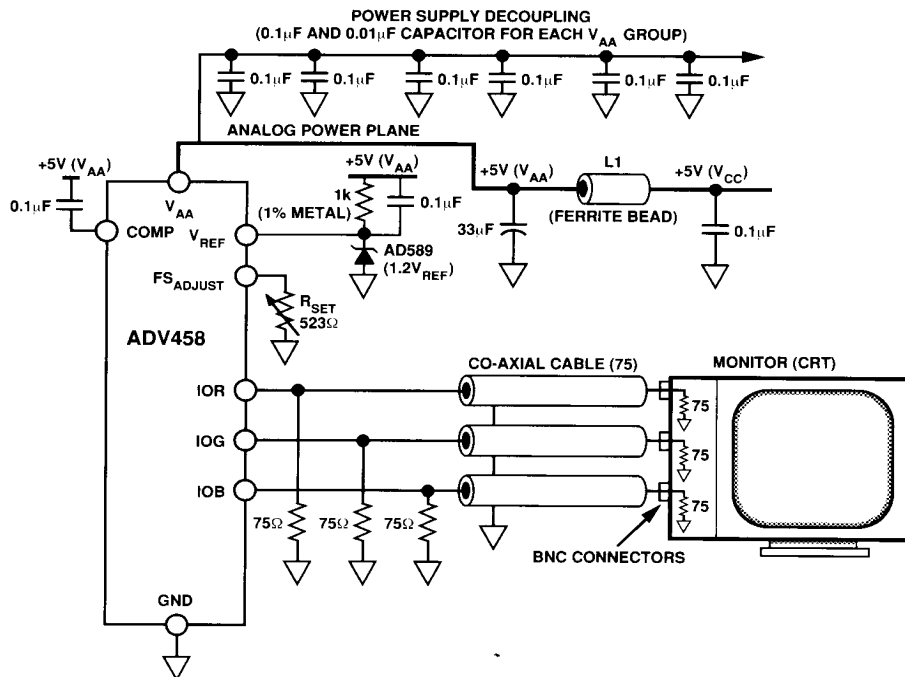 POWER SUPPLY DECOUPLING
(0.1μF AND 0.01μF CAPACITOR FOR EACH VAA GROUP)
0.1μF
0.1μF
0.1μF
0.1μF
0.1μF
0.1μF
ANALOG POWER PLANE
+5V (VAA)
+5V (VAA)
+5V (VAA)
L1
+5V (VCC)
0.1μF
VAA
1k
(1% METAL)
0.1μF
(FERRITE BEAD)
COMP
VREF
33μF
0.1μF
AD589
(1.2VREF)
FSADJUST
RSET
523Ω
ADV458
CO-AXIAL CABLE (75)
MONITOR (CRT)
IOR
75
IOG
75
IOB
75
75Ω
75Ω
75Ω
BNC CONNECTORS
GND